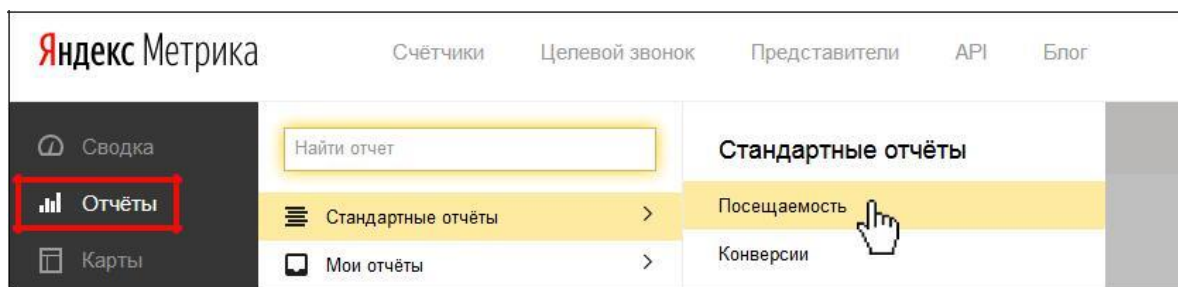 Яндекс Метрика
Счётчики Целевой звонок Представители API Блог
Сводка
Отчёты
Карты
Найти отчет
Стандартные отчёты
Мои отчёты
Стандартные отчёты
Посещаемость
Конверсии